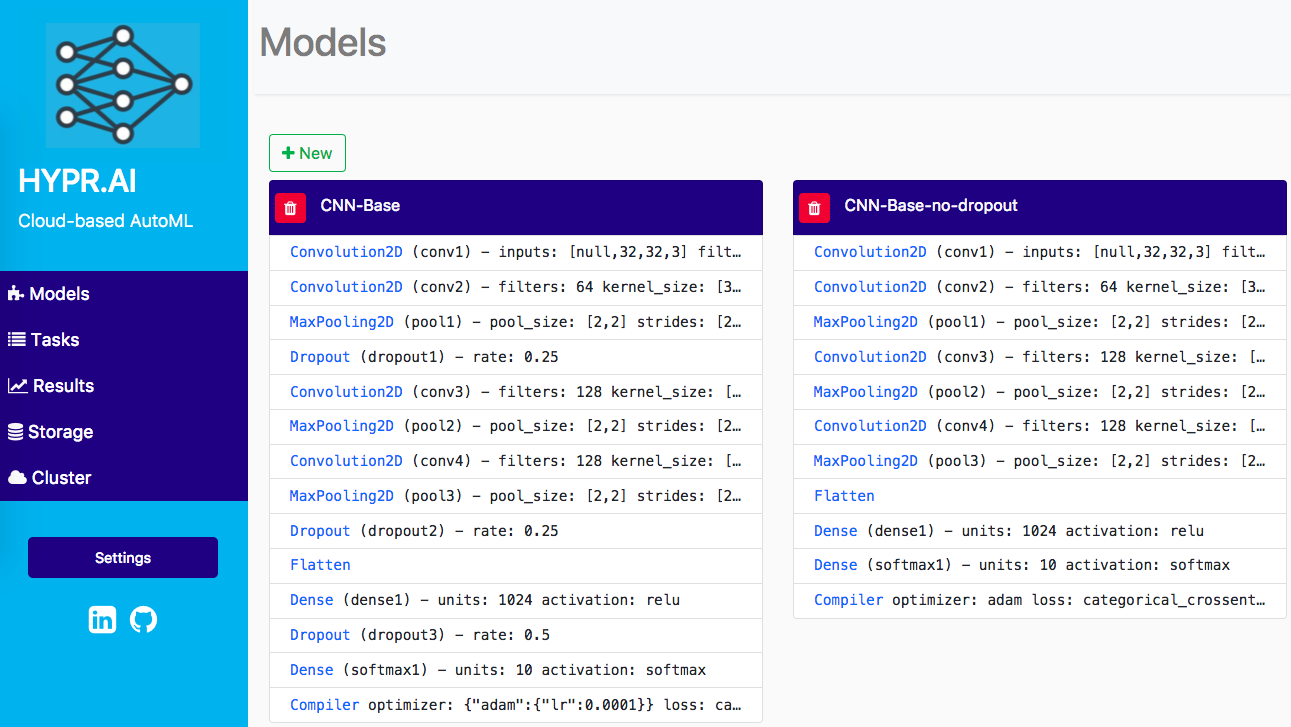 HYPR.AI
Cloud-based AutoML
Models
Tasks
Results
Storage
Cluster
Settings
Models
New
CNN-Base
Convolution2D (conv1) – inputs: [null,32,32,3] filt…
Convolution2D (conv2) – filters: 64 kernel_size: [3…
MaxPooling2D (pool1) – pool_size: [2,2] strides: [2…
Dropout (dropout1) – rate: 0.25
Convolution2D (conv3) – filters: 128 kernel_size: […
MaxPooling2D (pool2) – pool_size: [2,2] strides: [2…
Convolution2D (conv4) – filters: 128 kernel_size: […
MaxPooling2D (pool3) – pool_size: [2,2] strides: [2…
Dropout (dropout2) – rate: 0.25
Flatten
Dense (dense1) – units: 1024 activation: relu
Dropout (dropout3) – rate: 0.5
Dense (softmax1) – units: 10 activation: softmax
Compiler optimizer: {"adam":{"lr":0.0001}} loss: ca…
CNN-Base-no-dropout
Convolution2D (conv1) – inputs: [null,32,32,3] filt…
Convolution2D (conv2) – filters: 64 kernel_size: [3…
MaxPooling2D (pool1) – pool_size: [2,2] strides: [2…
Convolution2D (conv3) – filters: 128 kernel_size: […
MaxPooling2D (pool2) – pool_size: [2,2] strides: [2…
Convolution2D (conv4) – filters: 128 kernel_size: […
MaxPooling2D (pool3) – pool_size: [2,2] strides: [2…
Flatten
Dense (dense1) – units: 1024 activation: relu
Dense (softmax1) – units: 10 activation: softmax
Compiler optimizer: adam loss: categorical_crossent…